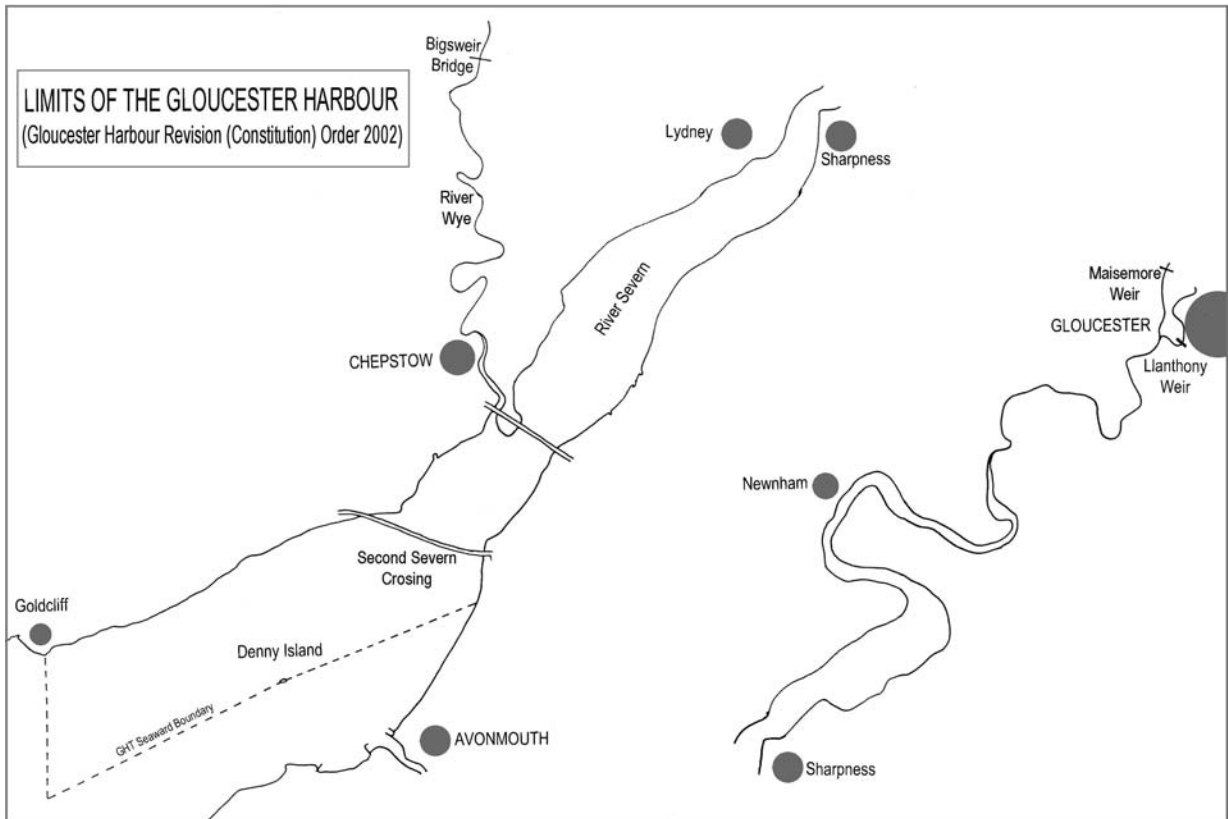 LIMITS OF THE GLOUCESTER HARBOUR
(Gloucester Harbour Revision (Constitution) Order 2002)
Bigsweir
Bridge
River
Wye
Lydney
Sharpness
River Severn
CHEPSTOW
Maisemore
Weir
GLOUCESTER
Llanthony
Weir
Newnham
Second Severn
Crosing
Goldcliff
Denny Island
GHT Seaward Boundary
AVONMOUTH
Sharpness